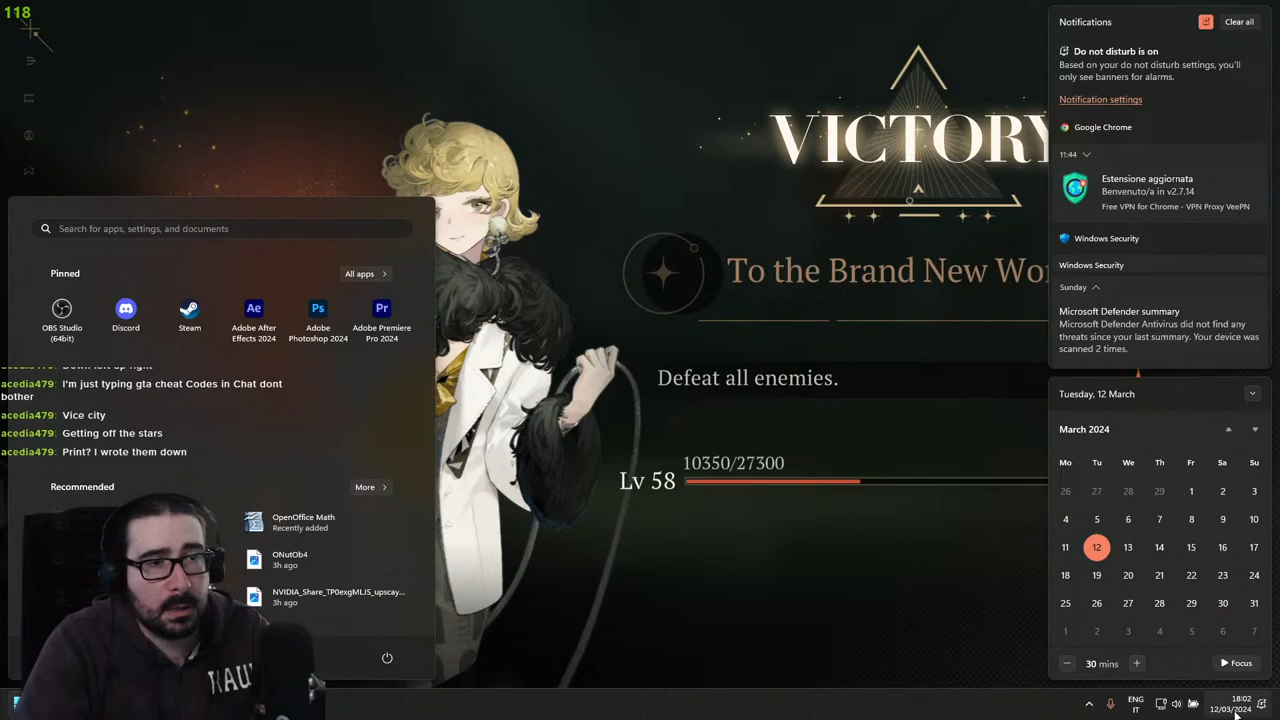 118
VICTORY
To the Brand New Wor
Defeat all enemies.
10350/27300
Lv 58
Search for apps, settings, and documents
Pinned
All apps
OBS Studio
(64bit)
Discord
Steam
Adobe After
Effects 2024
Adobe
Photoshop 2024
Adobe Premiere
Pro 2024
acedia479: I'm just typing gta cheat Codes in Chat dont
bother
acedia479: Vice city
acedia479: Getting off the stars
acedia479: Print? I wrote them down
Recommended
More
OpenOffice Math
Recently added
ONutOb4
3h ago
NVIDIA_Share_TP0exgMLJS_upscay...
3h ago
RAU
Notifications
Clear all
Do not disturb is on
Based on your do not disturb settings, you'll
only see banners for alarms.
Notification settings
Google Chrome
11:44
Estensione aggiornata
Benvenuto/a in v2.7.14
Free VPN for Chrome - VPN Proxy VeePN
Windows Security
Windows Security
Sunday
Microsoft Defender summary
Microsoft Defender Antivirus did not find any
threats since your last summary. Your device was
scanned 2 times.
Tuesday, 12 March
March 2024
Mo Tu We Th Fr Sa Su
26 27 28 29 1 2 3
4 5 6 7 8 9 10
11 12 13 14 15 16 17
18 19 20 21 22 23 24
25 26 27 28 29 30 31
1 2 3 4 5 6 7
30 mins
Focus
ENG
IT
18:02
12/03/2024